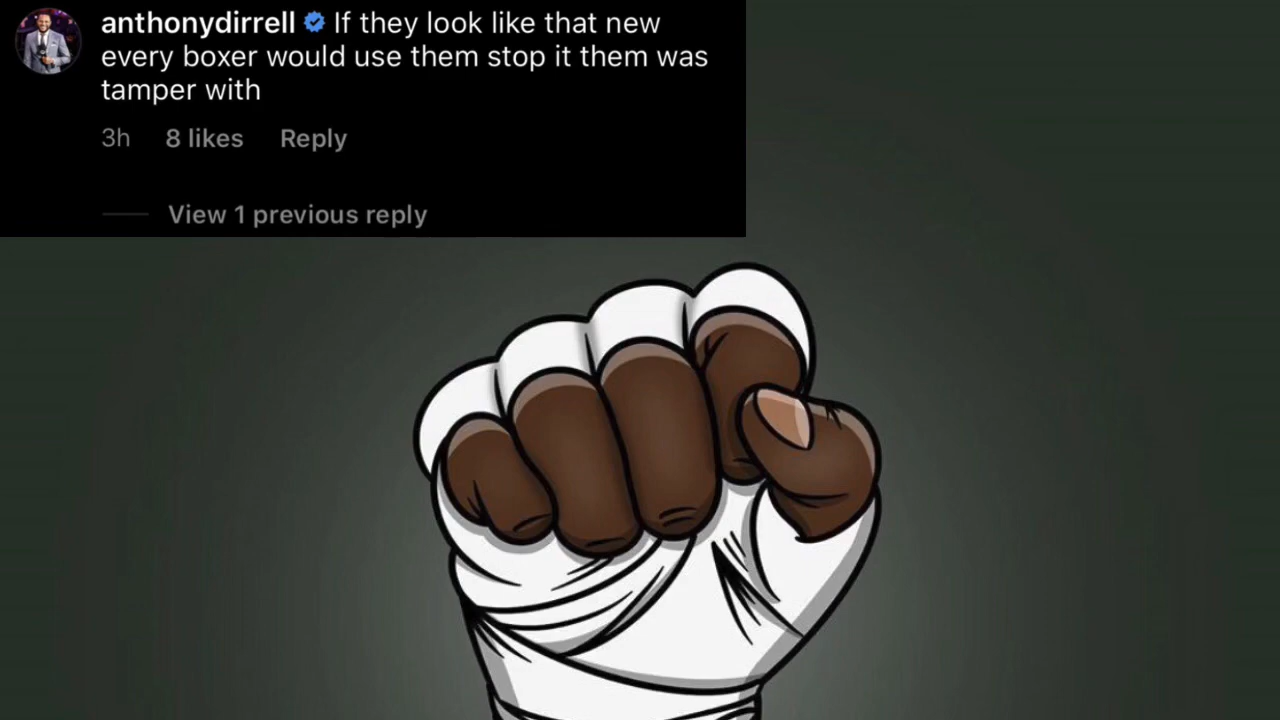 anthonydirrell If they look like that new
every boxer would use them stop it them was
tamper with
3h 8 likes Reply
View 1 previous reply